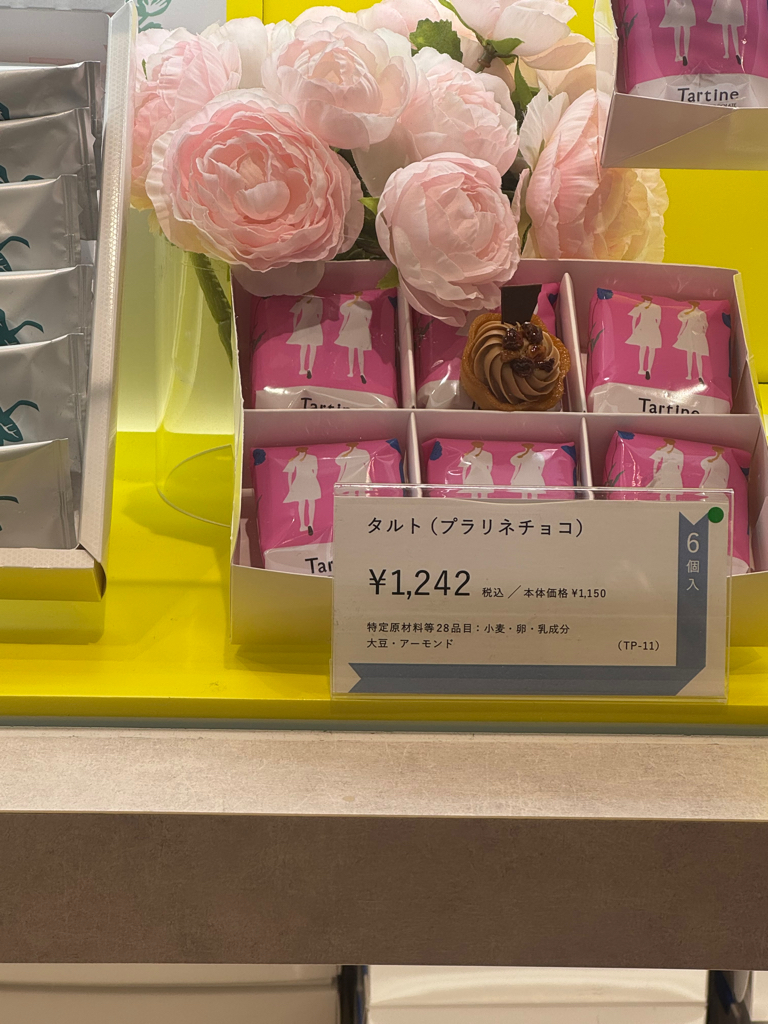 Tartine
Tartine
Tartine
タルト（プラリネチョコ）
¥1,242 税込／本体価格 ¥1,150
特定原材料等28品目：小麦・卵・乳成分
大豆・アーモンド
（TP-11）
6個入